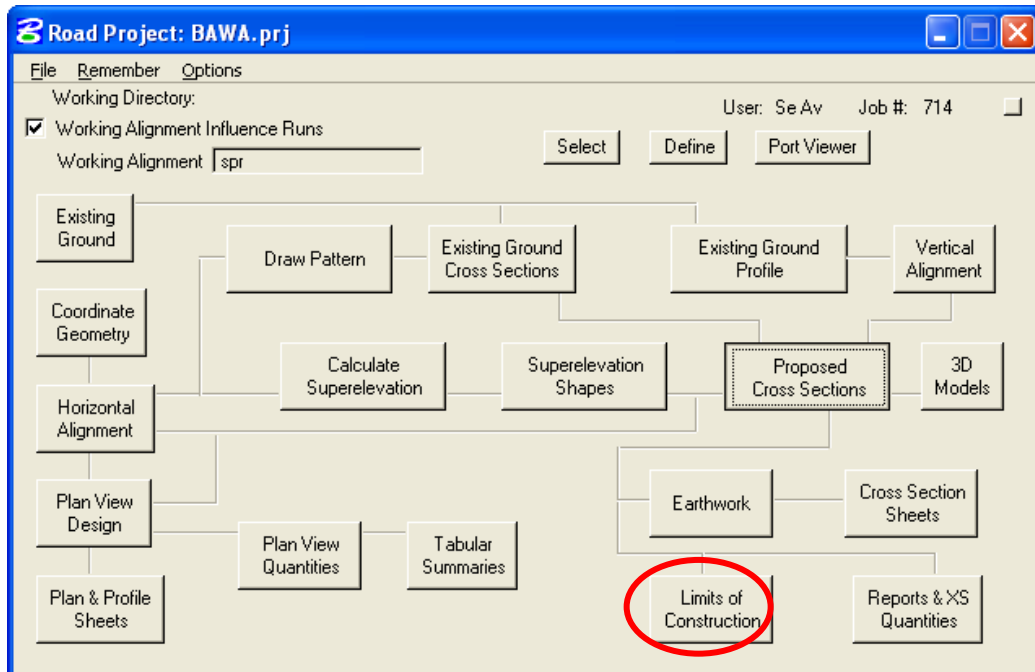 Road Project: BAWA.prj
File Remember Options
Working Directory:
User: Se Av Job #: 714
Working Alignment Influence Runs
Working Alignment spr
Select Define Port Viewer
Existing
Ground
Draw Pattern
Existing Ground
Cross Sections
Existing Ground
Profile
Vertical
Alignment
Coordinate
Geometry
Calculate
Superelevation
Superelevation
Shapes
Proposed
Cross Sections
3D
Models
Horizontal
Alignment
Plan View
Design
Earthwork
Cross Section
Sheets
Plan View
Quantities
Tabular
Summaries
Plan & Profile
Sheets
Limits of
Construction
Reports & XS
Quantities